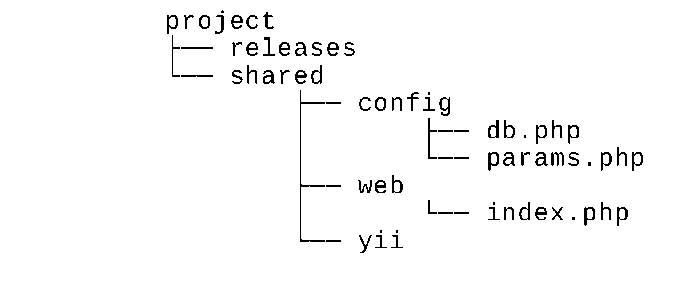 project
├── releases
└── shared
├── config
├── db.php
└── params.php
├── web
└── index.php
└── yii